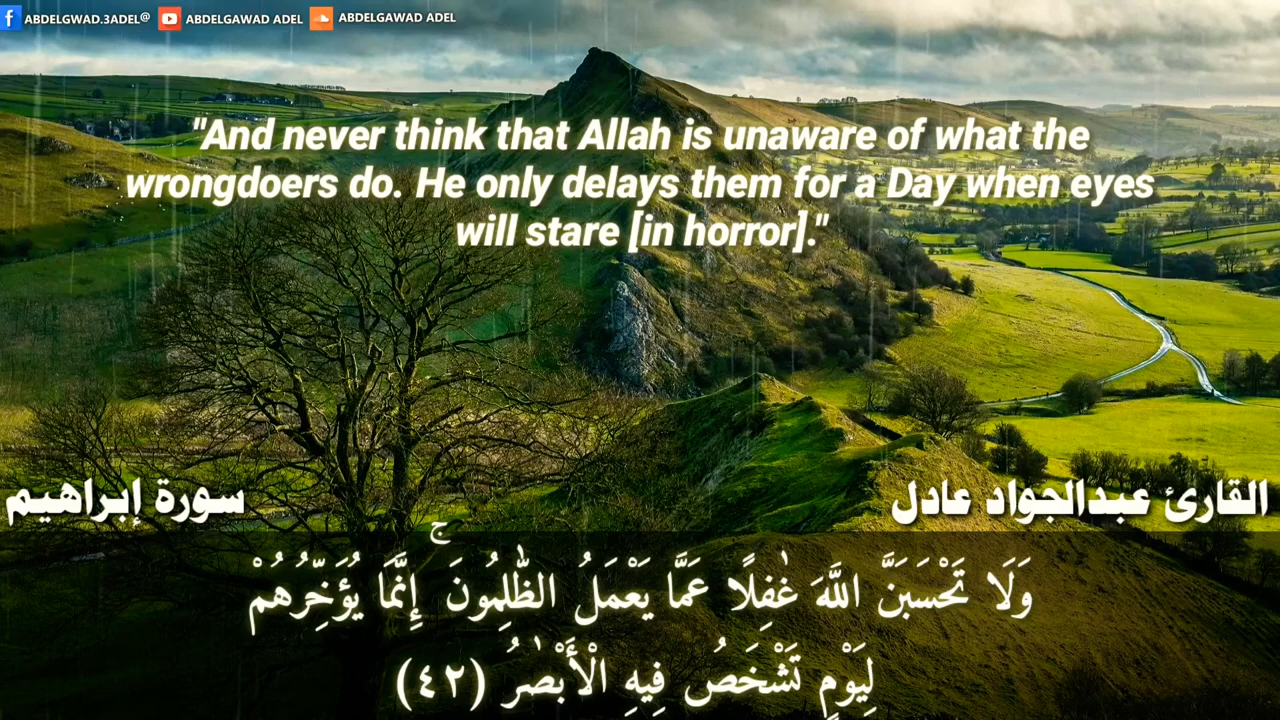 ABDELGWAD.3ADEL@ ABDELGAWAD ADEL ABDELGAWAD ADEL
"And never think that Allah is unaware of what the
wrongdoers do. He only delays them for a Day when eyes
will stare [in horror]."
القارئ عبدالجواد عادل
سورة إبراهيم
وَلَا تَحْسَبَنَّ اللَّهَ غٰفِلًا عَمَّا يَعْمَلُ الظّٰلِمُونَ ۚ إِنَّمَا يُؤَخِّرُهُمْ
لِيَوْمٍ تَشْخَصُ فِيهِ الْأَبْصٰرُ (٤٢)